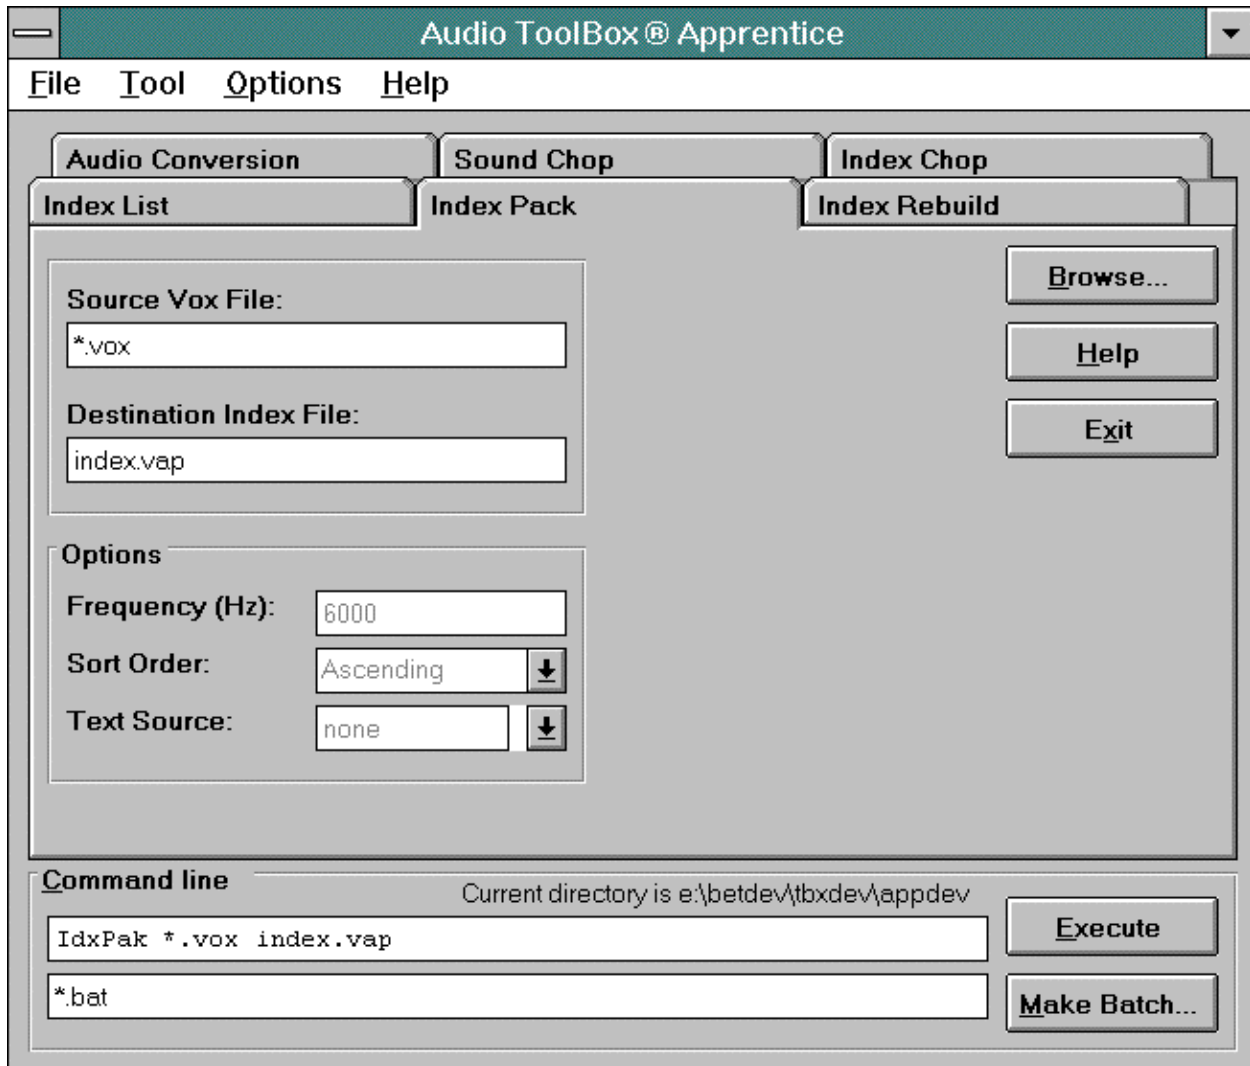 Audio ToolBox® Apprentice
File Tool Options Help
Audio Conversion Sound Chop Index Chop
Index List Index Pack Index Rebuild
Source Vox File:
*.vox
Destination Index File:
index.vap
Browse...
Help
Exit
Options
Frequency (Hz): 6000
Sort Order: Ascending
Text Source: none
Command line
Current directory is e:\betdev\tbxdev\appdev
IdxPak *.vox index.vap
Execute
*.bat
Make Batch...